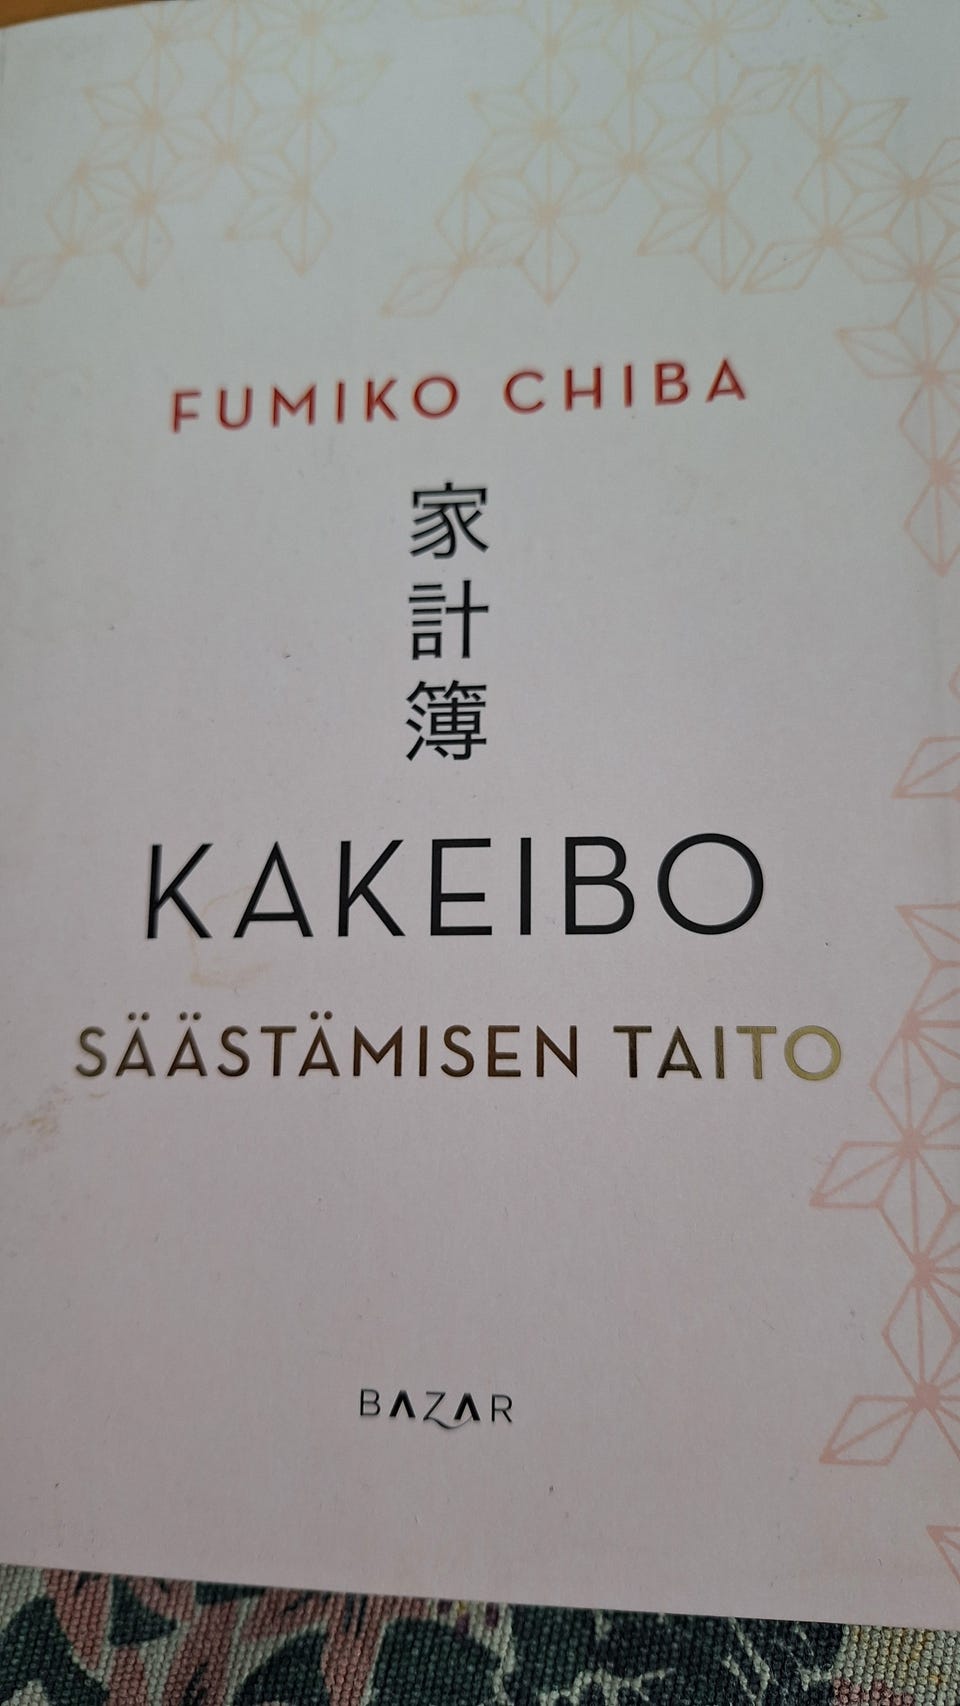 FUMIKO CHIBA
家
計
簿
KAKEIBO
SÄÄSTÄMISEN TAITO
BAZAR